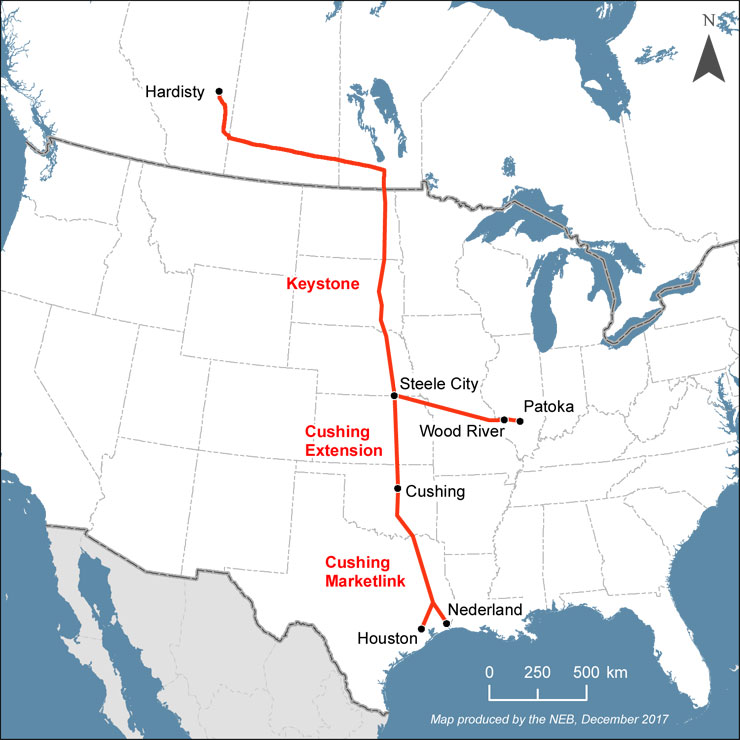 N
Hardisty
Keystone
Steele City
Patoka
Wood River
Cushing
Extension
Cushing
Cushing
Marketlink
Nederland
Houston
0 250 500 km
Map produced by the NEB, December 2017